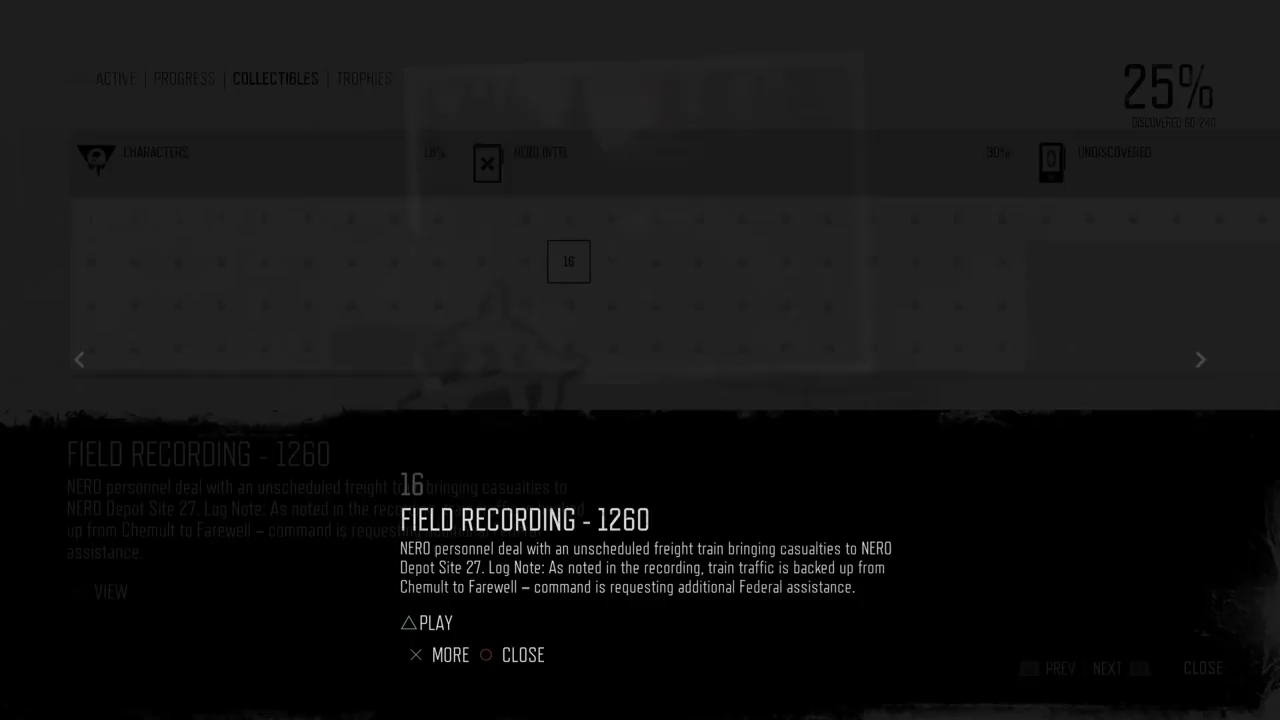 ACTIVE | PROGRESS | COLLECTIBLES | TROPHIES
25%
DISCOVERED 60/240
CHARACTERS
NERO INTEL
30%
UNDISCOVERED
16
FIELD RECORDING - 1260
NERO personnel deal with an unscheduled freight train bringing casualties to
NERO Depot Site 27. Log Note: As noted in the
up from Chemult to Farewell – command is requesting additional Federal
assistance.
VIEW
16
FIELD RECORDING - 1260
NERO personnel deal with an unscheduled freight train bringing casualties to NERO
Depot Site 27. Log Note: As noted in the recording, train traffic is backed up from
Chemult to Farewell – command is requesting additional Federal assistance.
PLAY
MORE CLOSE
PREV NEXT CLOSE